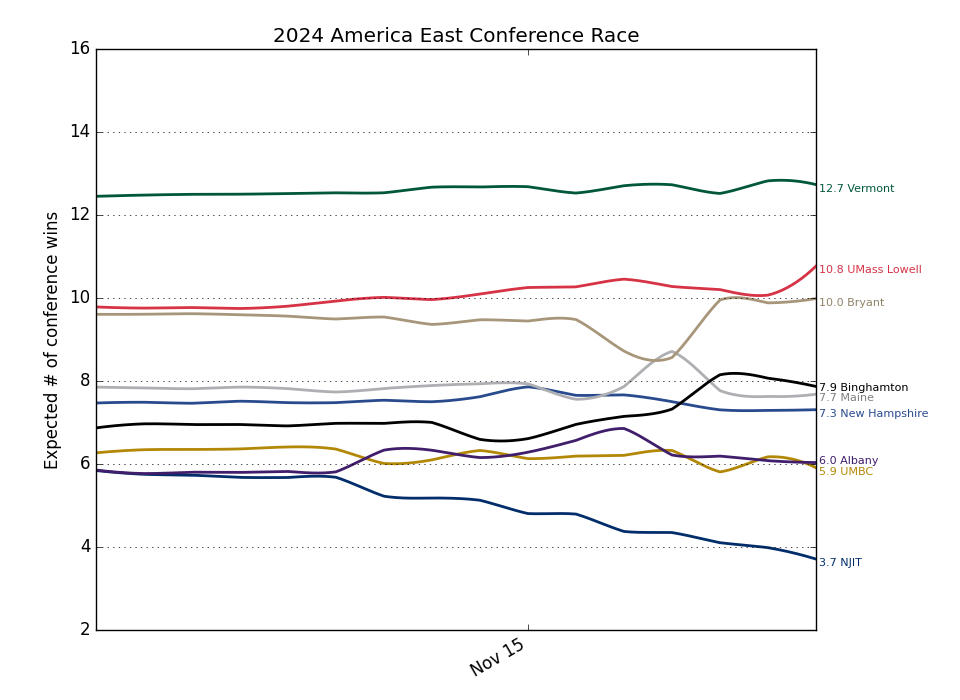 2024 America East Conference Race
Expected # of conference wins
16
14
12
10
8
6
4
2
Nov 15
12.7 Vermont
10.8 UMass Lowell
10.0 Bryant
7.9 Binghamton
7.7 Maine
7.3 New Hampshire
6.0 Albany
5.9 UMBC
3.7 NJIT